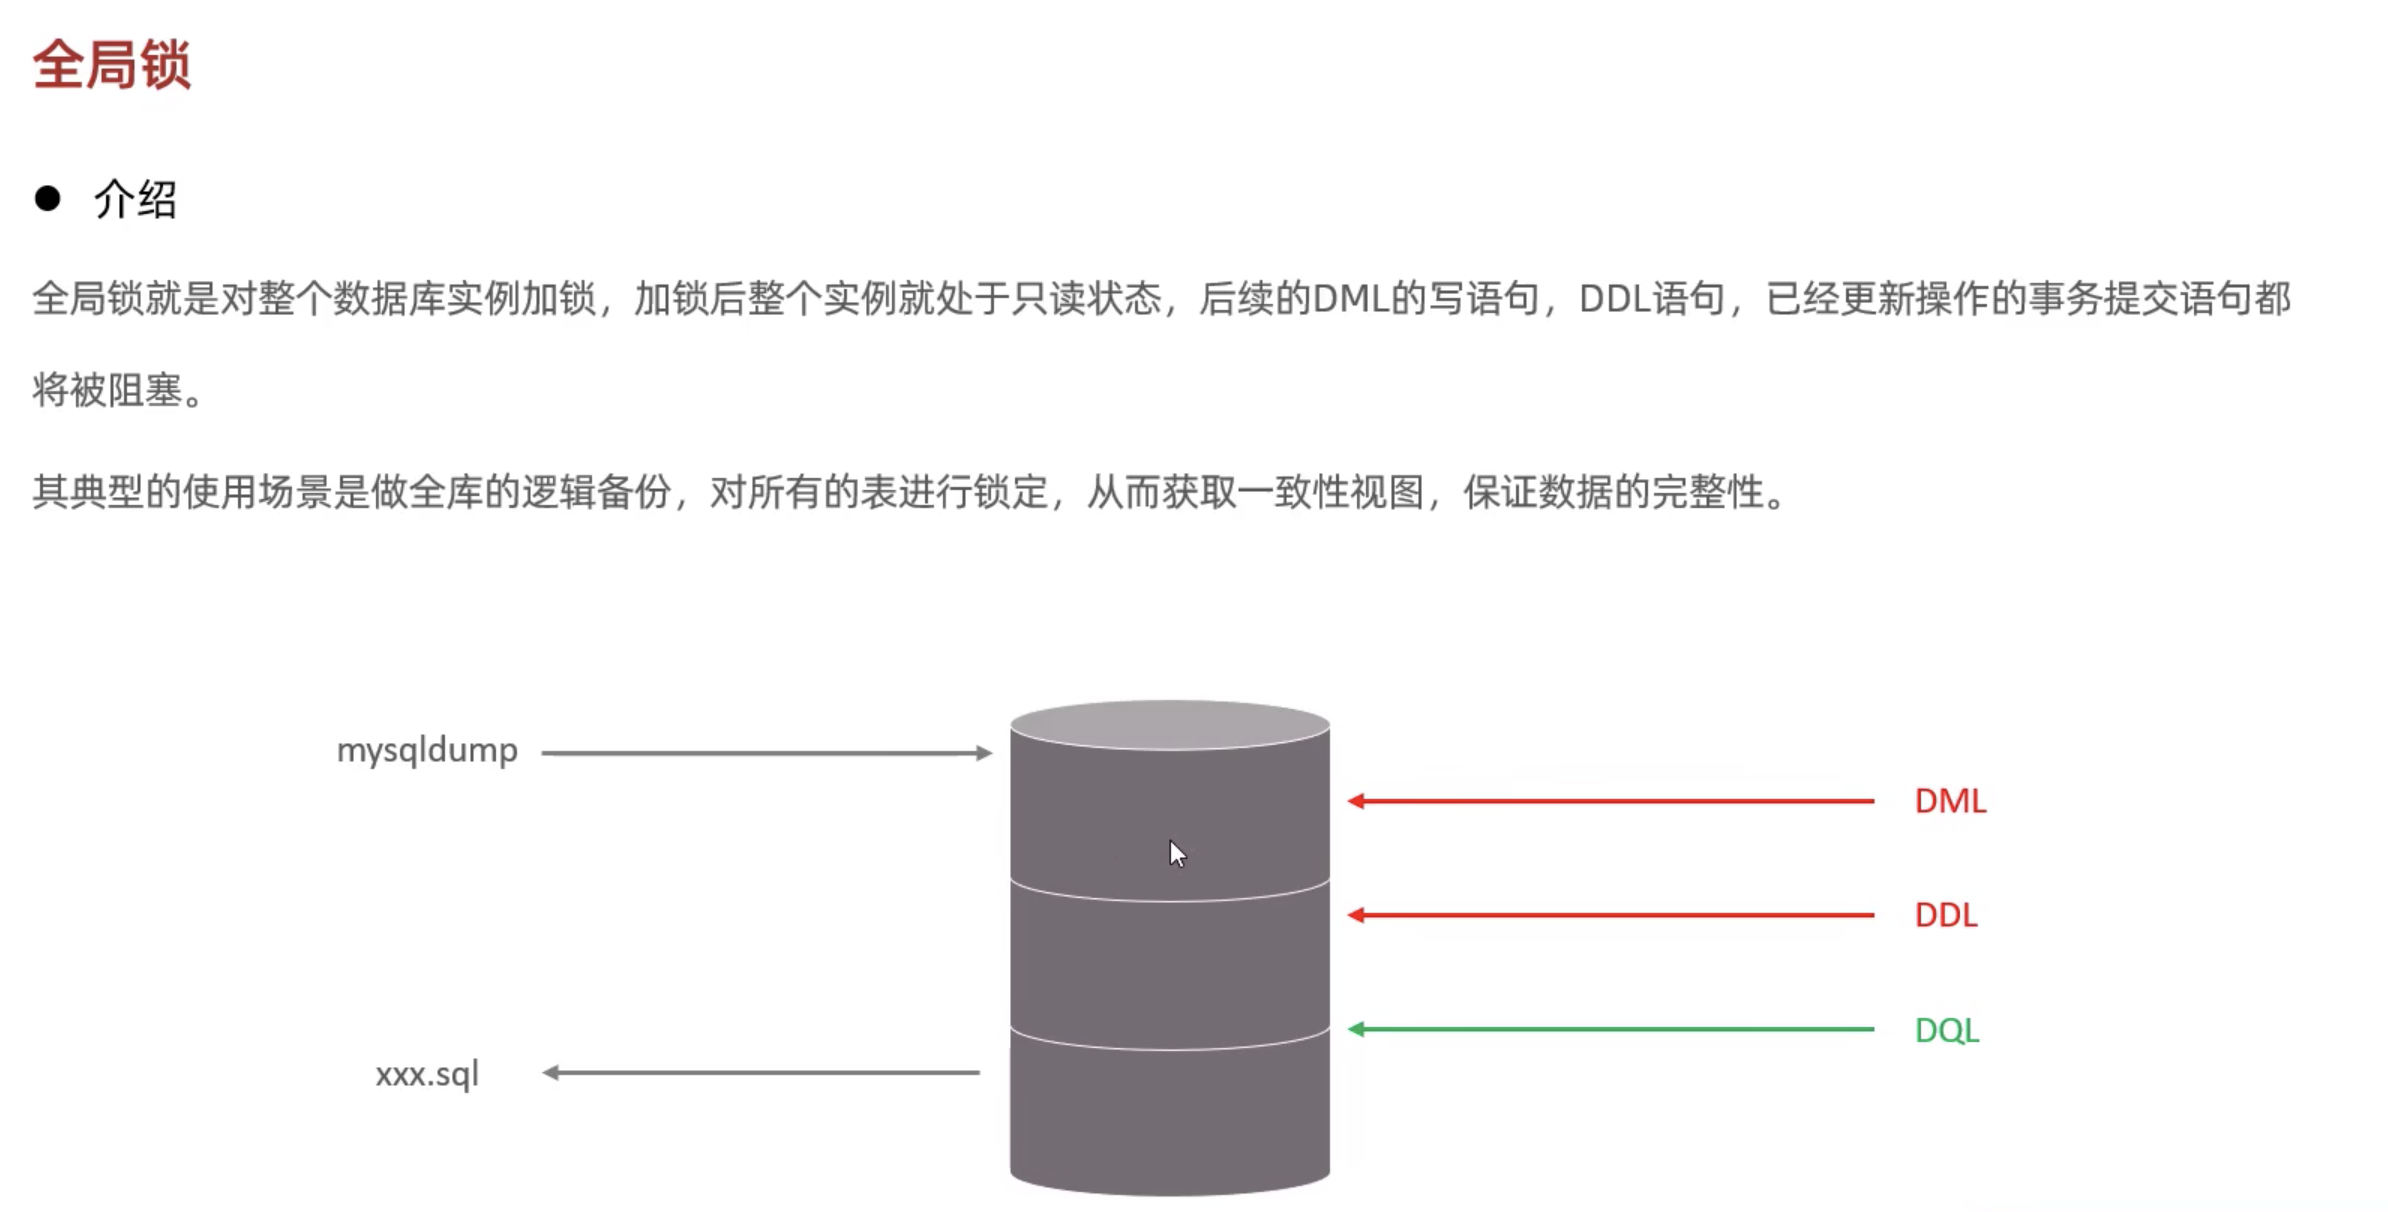 全局锁
介绍
全局锁就是对整个数据库实例加锁，加锁后整个实例就处于只读状态，后续的DML的写语句，DDL语句，已经更新操作的事务提交语句都
将被阻塞。
其典型的使用场景是做全库的逻辑备份，对所有的表进行锁定，从而获取一致性视图，保证数据的完整性。
mysqldump
DML
DDL
DQL
xxx.sql